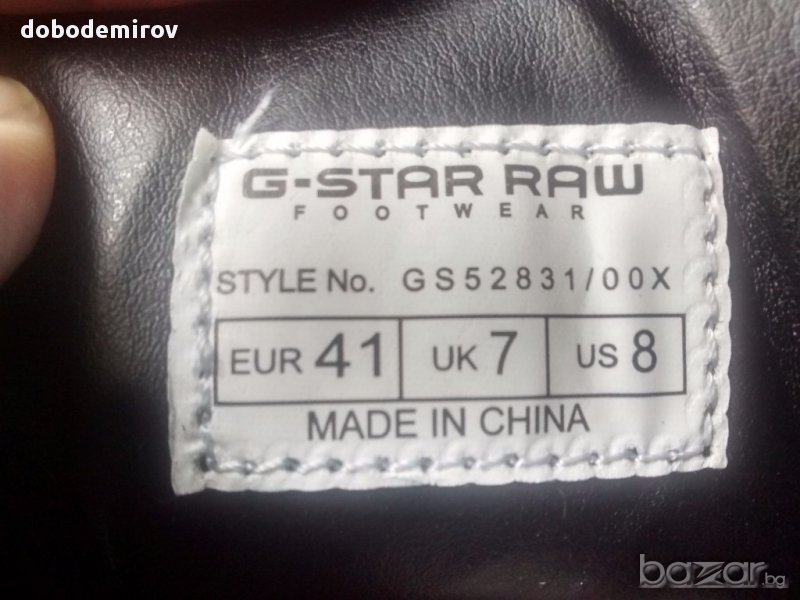 dobodemirov
G-STAR RAW
FOOTWEAR
STYLE No. GS52831/00X
EUR 41 UK 7 US 8
MADE IN CHINA
bazar.bg